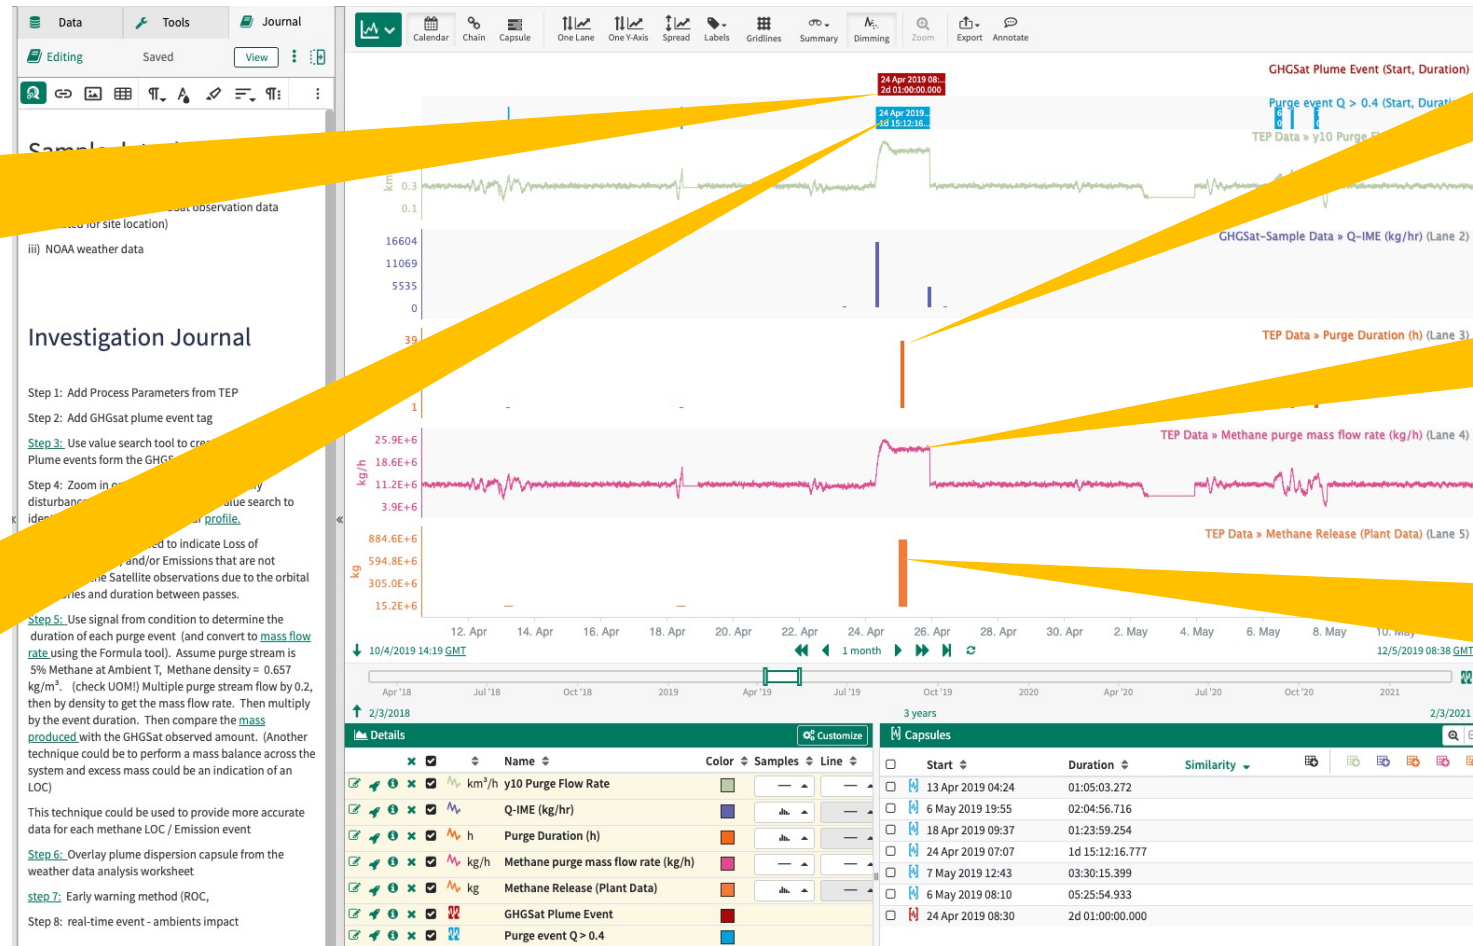 Data
Tools
Journal
Editing
Saved
View
Calendar
Chain
Capsule
One Lane
One Y-Axis
Spread
Labels
Gridlines
Summary
Dimming
Zoom
Export
Annotate
iii) NOAA weather data
Investigation Journal
Step 1: Add Process Parameters from TEP
Step 2: Add GHGsat plume event tag
Step 3: Use value search tool to
Plume events form the
Step 4: Zoom in
value search to
profile.
to indicate Loss of
and/or Emissions that are not
Satellite observations due to the orbital
and duration between passes.
Step 5: Use signal from condition to determine the
duration of each purge event (and convert to mass flow
rate using the Formula tool). Assume purge stream is
5% Methane at Ambient T, Methane density = 0.657
kg/m³. (check UOM!) Multiple purge stream flow by 0.2,
then by density to get the mass flow rate. Then multiply
by the event duration. Then compare the mass
produced with the GHGSat observed amount. (Another
technique could be to perform a mass balance across the
system and excess mass could be an indication of an
LOC)
This technique could be used to provide more accurate
data for each methane LOC / Emission event
Step 6: Overlay plume dispersion capsule from the
weather data analysis worksheet
step 7: Early warning method (ROC,
Step 8: real-time event - ambients impact
GHGSat Plume Event (Start, Duration)
24 Apr 2019 08:...
2d 01:00:00.000
Purge event Q > 0.4 (Start,
24 Apr 2019...
1d 15:12:16...
TEP Data » y10 Purge
0.3
0.1
GHGSat-Sample Data » Q-IME (kg/hr) (Lane 2)
16604
11069
5535
0
TEP Data » Purge Duration (h) (Lane 3)
39
1
TEP Data » Methane purge mass flow rate (kg/h) (Lane 4)
25.9E+6
18.6E+6
11.2E+6
3.9E+6
kg/h
TEP Data » Methane Release (Plant Data) (Lane 5)
884.6E+6
594.8E+6
305.0E+6
15.2E+6
kg
12. Apr 14. Apr 16. Apr 18. Apr 20. Apr 22. Apr 24. Apr 26. Apr 28. Apr 30. Apr 2. May 4. May 6. May 8. May 10. May
10/4/2019 14:19 GMT
1 month
12/5/2019 08:38 GMT
Apr '18 Jul '18 Oct '18 2019 Apr '19 Jul '19 Oct '19 2020 Apr '20 Jul '20 Oct '20 2021
2/3/2018
3 years
2/3/2021
Details
Customize
Name Color Samples Line
km³/h y10 Purge Flow Rate
Q-IME (kg/hr)
h Purge Duration (h)
kg/h Methane purge mass flow rate (kg/h)
kg Methane Release (Plant Data)
GHGSat Plume Event
Purge event Q > 0.4
Capsules
Start Duration Similarity
13 Apr 2019 04:24 01:05:03.272
6 May 2019 19:55 02:04:56.716
18 Apr 2019 09:37 01:23:59.254
24 Apr 2019 07:07 1d 15:12:16.777
7 May 2019 12:43 03:30:15.399
6 May 2019 08:10 05:25:54.933
24 Apr 2019 08:30 2d 01:00:00.000